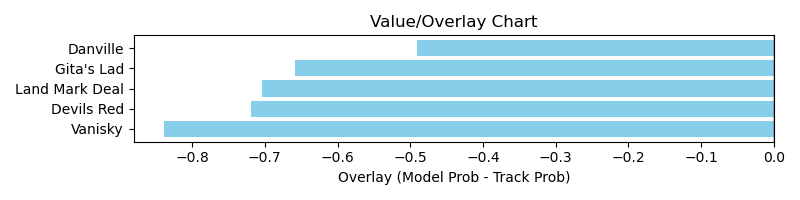 Value/Overlay Chart
Danville
Gita's Lad
Land Mark Deal
Devils Red
Vanisky
−0.8 −0.7 −0.6 −0.5 −0.4 −0.3 −0.2 −0.1 0.0
Overlay (Model Prob - Track Prob)